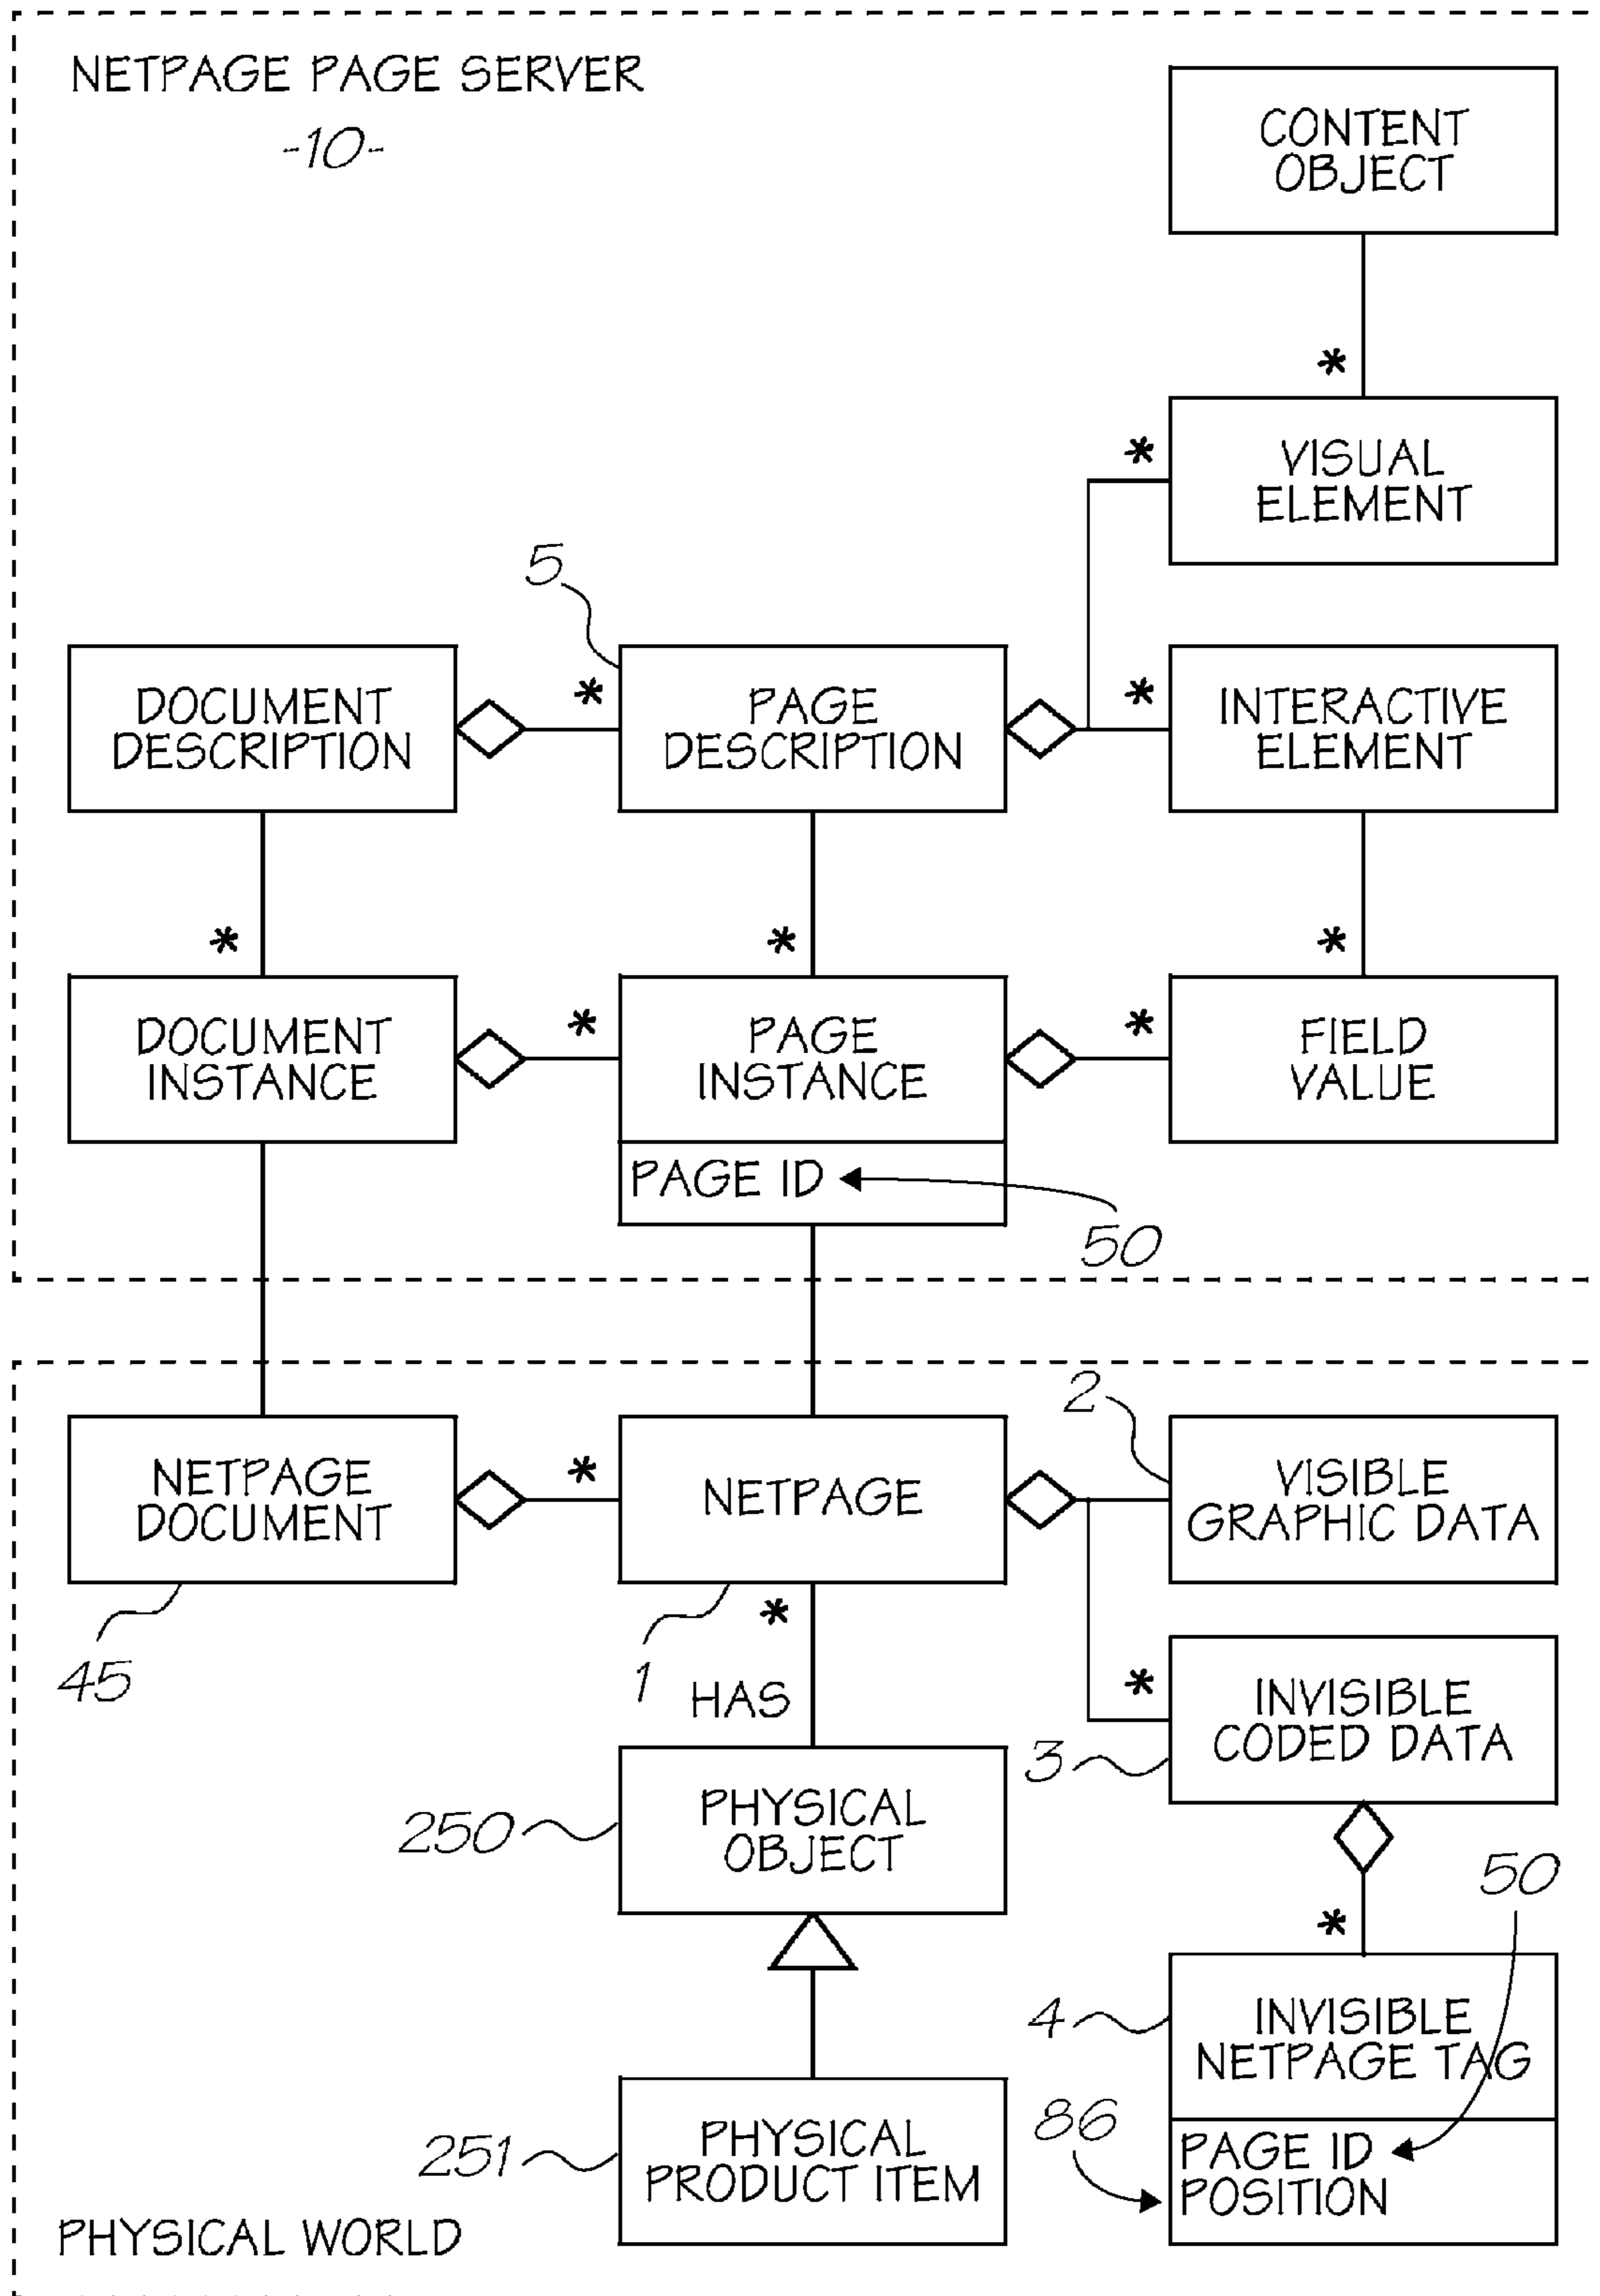 NETPAGE PAGE SERVER
-10-
CONTENT
OBJECT
*
*
VISUAL
ELEMENT
5
DOCUMENT
DESCRIPTION
*
PAGE
DESCRIPTION
*
INTERACTIVE
ELEMENT
*
*
*
DOCUMENT
INSTANCE
*
PAGE
INSTANCE
*
FIELD
VALUE
PAGE ID
50
2
NETPAGE
DOCUMENT
*
NETPAGE
VISIBLE
GRAPHIC DATA
45
1
*
HAS
*
INVISIBLE
CODED DATA
3
250
PHYSICAL
OBJECT
50
*
4
INVISIBLE
NETPAGE TAG
86
PAGE ID
POSITION
251
PHYSICAL
PRODUCT ITEM
PHYSICAL WORLD